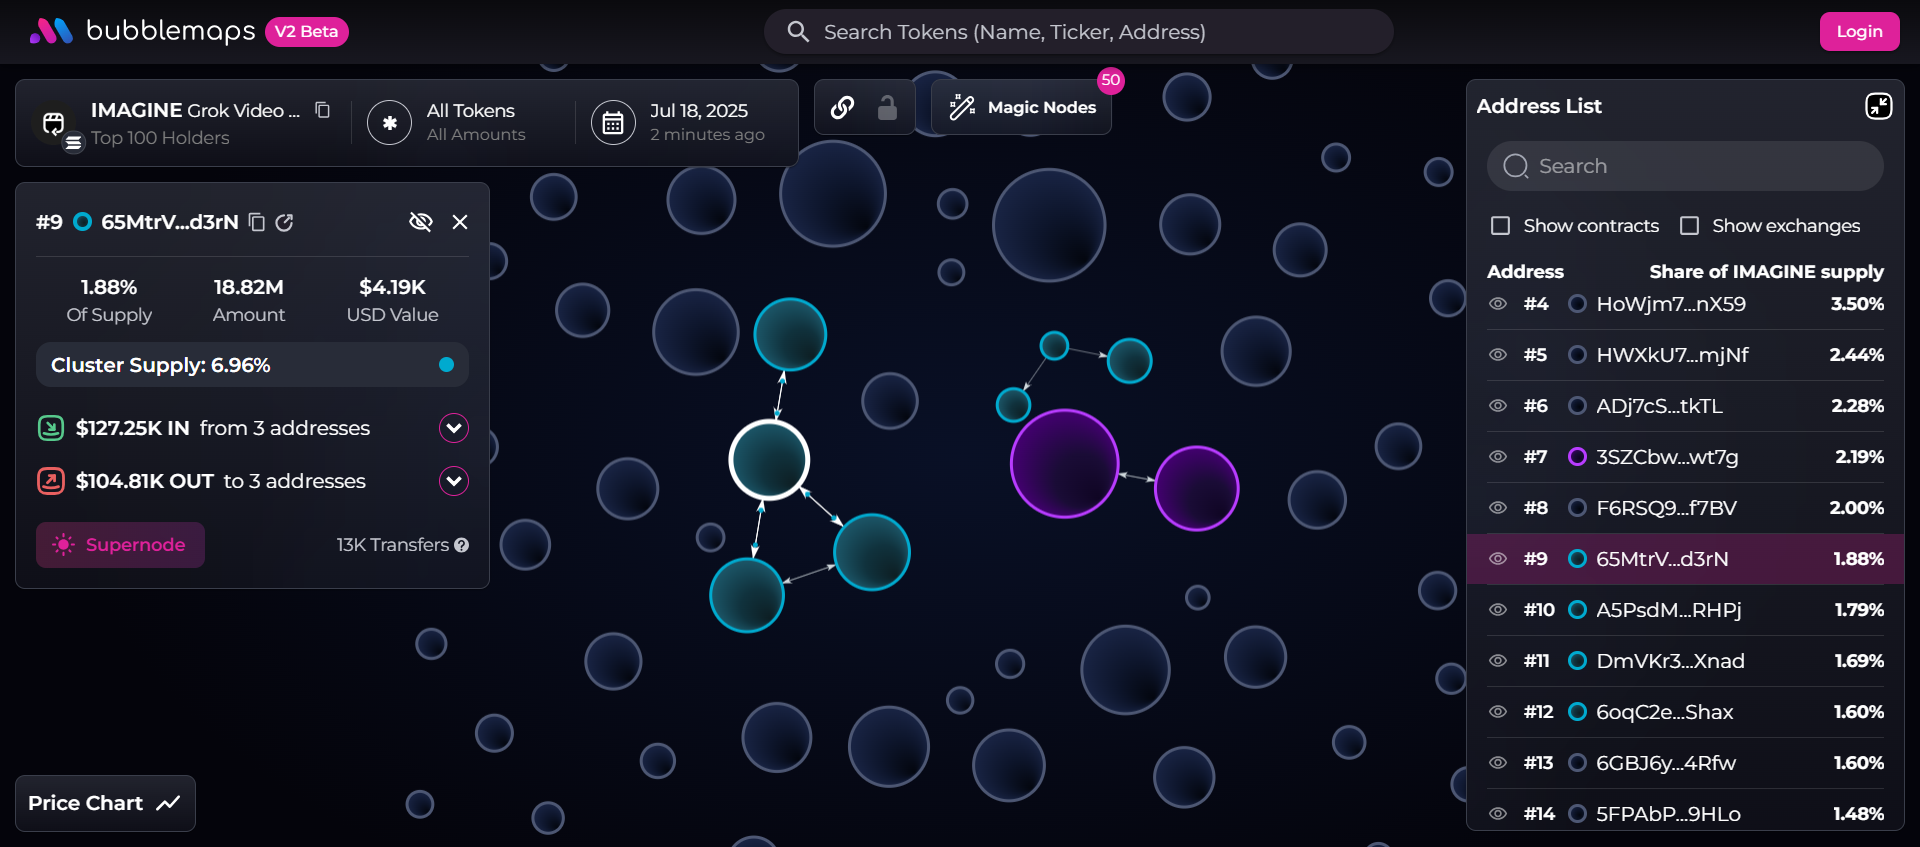 bubblemaps V2 Beta
Search Tokens (Name, Ticker, Address)
Login
IMAGINE Grok Video ...
Top 100 Holders
All Tokens
All Amounts
Jul 18, 2025
2 minutes ago
Magic Nodes
50
#9 65MtrV...d3rN
1.88%
Of Supply
18.82M
Amount
$4.19K
USD Value
Cluster Supply: 6.96%
$127.25K IN from 3 addresses
$104.81K OUT to 3 addresses
Supernode
13K Transfers ?
Price Chart
Address List
Search
Show contracts
Show exchanges
Address Share of IMAGINE supply
#4 HoWjm7...nX59 3.50%
#5 HWXkU7...mjNf 2.44%
#6 ADj7cS...tkTL 2.28%
#7 3SZCbw...wt7g 2.19%
#8 F6RSQ9...f7BV 2.00%
#9 65MtrV...d3rN 1.88%
#10 A5PsdM...RHPj 1.79%
#11 DmVKr3...Xnad 1.69%
#12 6oqC2e...Shax 1.60%
#13 6GBJ6y...4Rfw 1.60%
#14 5FPAbP...9HLo 1.48%